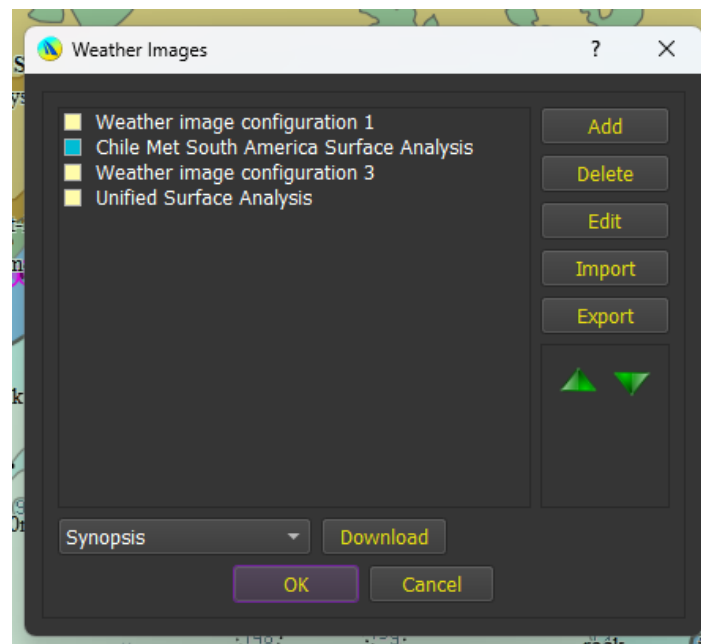 Weather Images
?
Weather image configuration 1
Chile Met South America Surface Analysis
Weather image configuration 3
Unified Surface Analysis
Add
Delete
Edit
Import
Export
Synopsis
Download
OK
Cancel